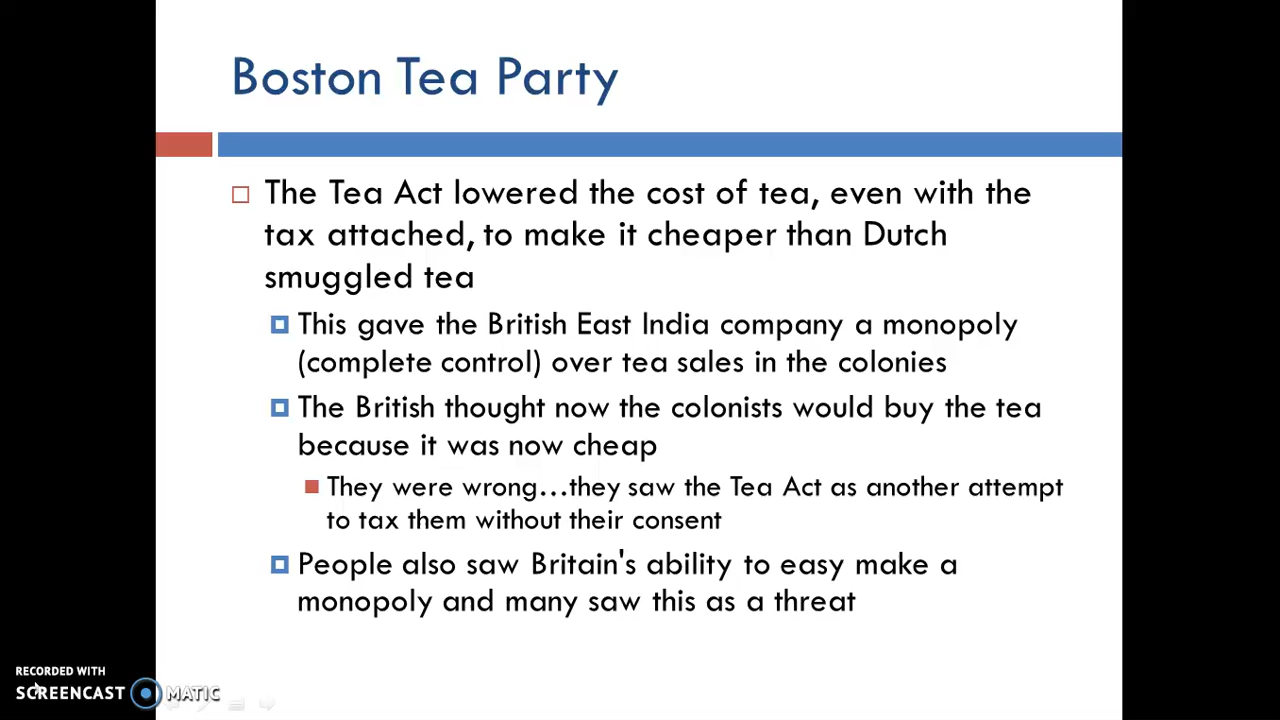 Boston Tea Party
The Tea Act lowered the cost of tea, even with the
tax attached, to make it cheaper than Dutch
smuggled tea
This gave the British East India company a monopoly
(complete control) over tea sales in the colonies
The British thought now the colonists would buy the tea
because it was now cheap
They were wrong...they saw the Tea Act as another attempt
to tax them without their consent
People also saw Britain's ability to easy make a
monopoly and many saw this as a threat
RECORDED WITH
SCREENCAST MATIC